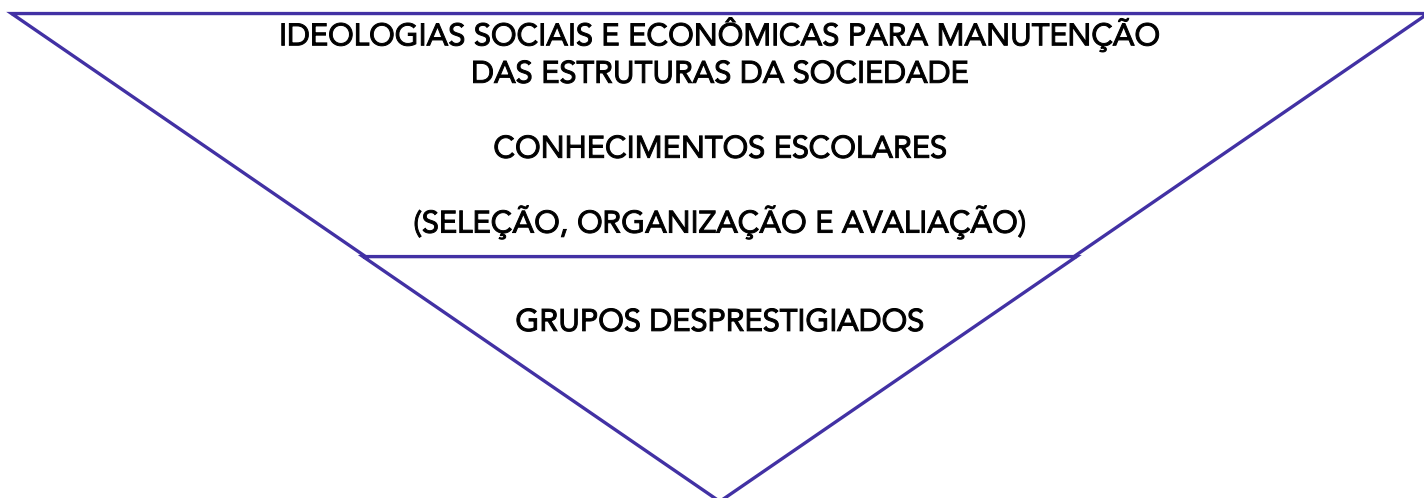 IDEOLOGIAS SOCIAIS E ECONÔMICAS PARA MANUTENÇÃO
DAS ESTRUTURAS DA SOCIEDADE
CONHECIMENTOS ESCOLARES
(SELEÇÃO, ORGANIZAÇÃO E AVALIAÇÃO)
GRUPOS DESPRESTIGIADOS